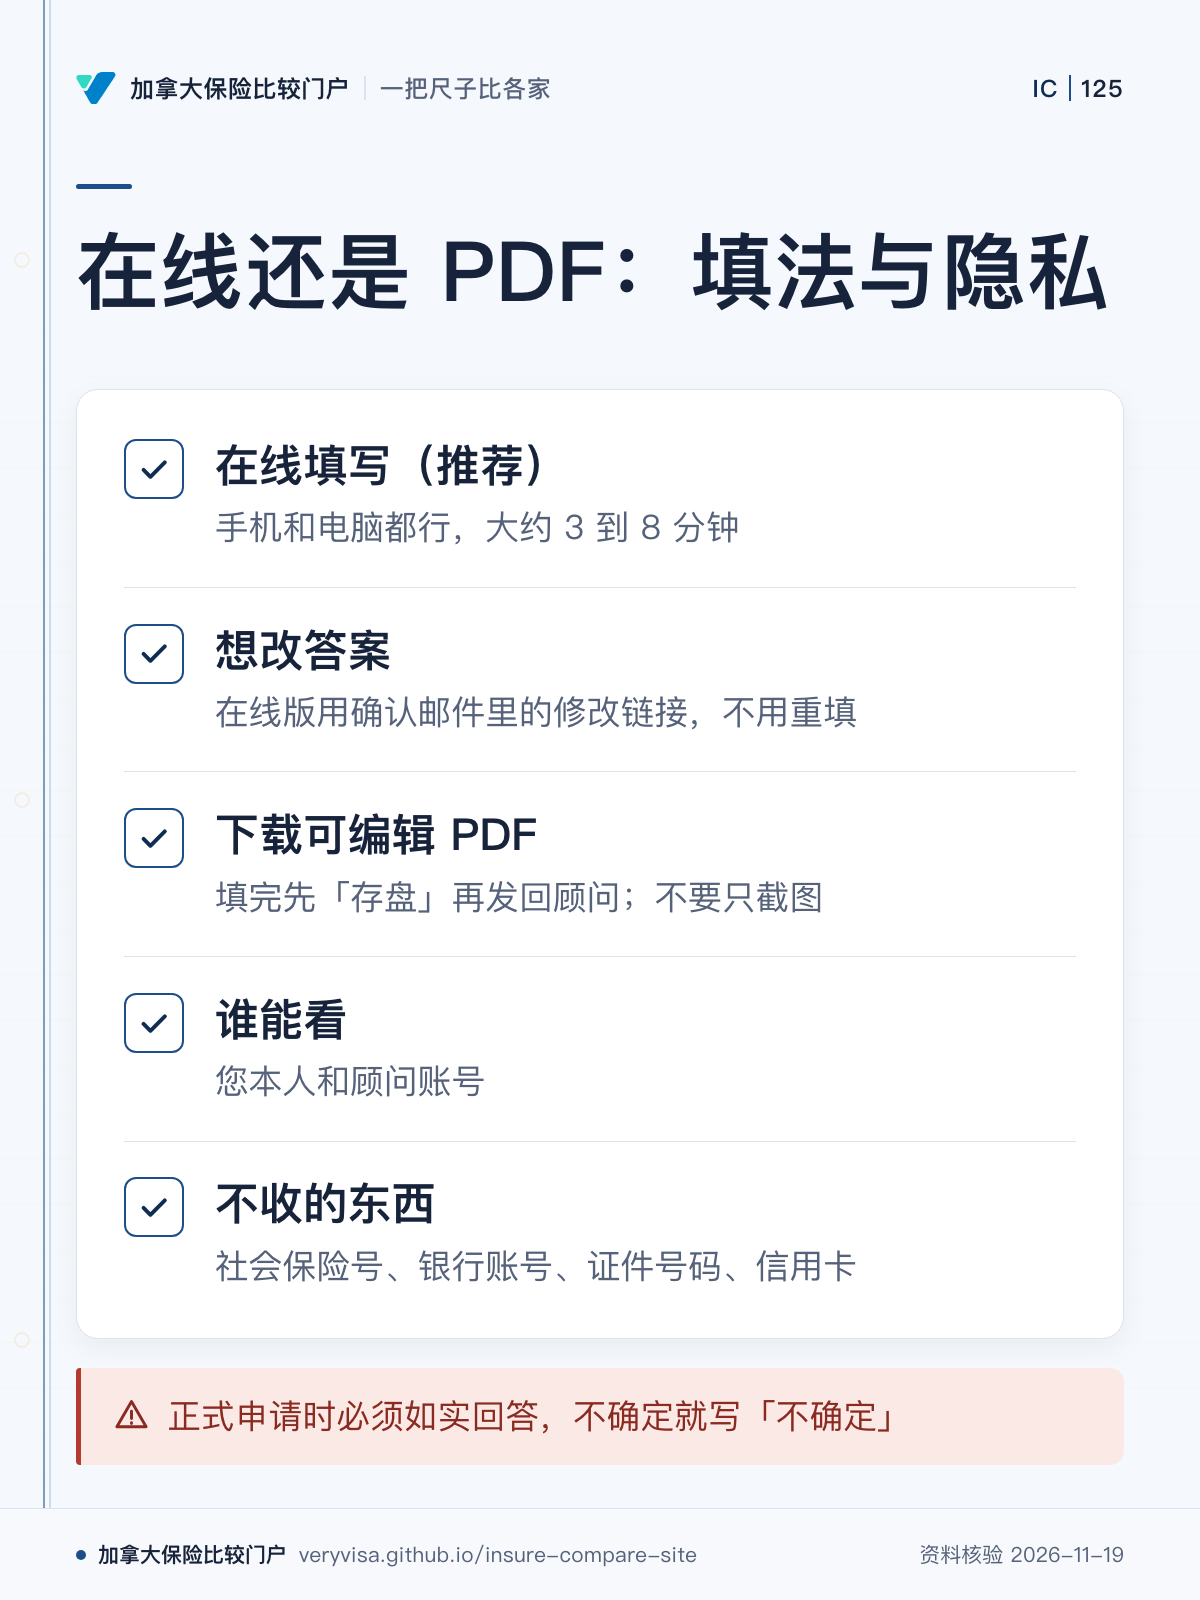 加拿大保险比较门户 | 一把尺子比各家
IC | 125
在线还是 PDF：填法与隐私
在线填写（推荐）
手机和电脑都行，大约 3 到 8 分钟
想改答案
在线版用确认邮件里的修改链接，不用重填
下载可编辑 PDF
填完先「存盘」再发回顾问；不要只截图
谁能看
您本人和顾问账号
不收的东西
社会保险号、银行账号、证件号码、信用卡
正式申请时必须如实回答，不确定就写「不确定」
加拿大保险比较门户 veryvisa.github.io/insure-compare-site
资料核验 2026-11-19